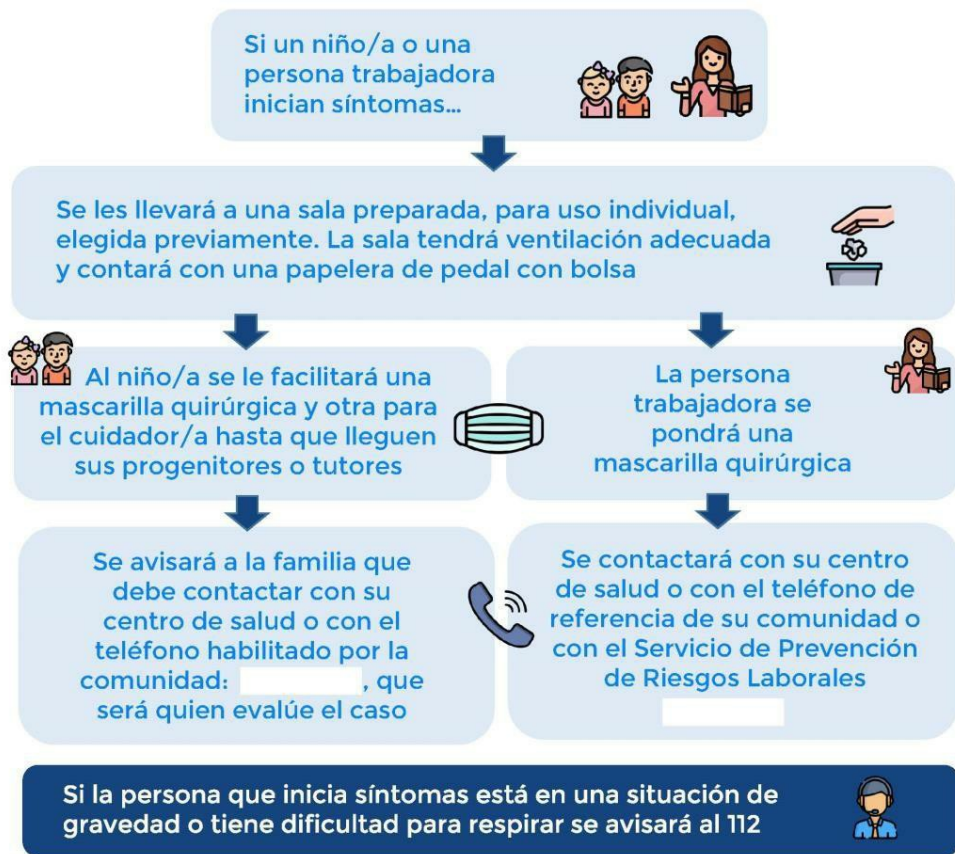 Si un niño/a o una
persona trabajadora
inician síntomas...
Se les llevará a una sala preparada, para uso individual,
elegida previamente. La sala tendrá ventilación adecuada
y contará con una papelera de pedal con bolsa
Al niño/a se le facilitará una
mascarilla quirúrgica y otra para
el cuidador/a hasta que lleguen
sus progenitores o tutores
La persona
trabajadora se
pondrá una
mascarilla quirúrgica
Se avisará a la familia que
debe contactar con su
centro de salud o con el
teléfono habilitado por la
comunidad: , que
será quien evalúe el caso
Se contactará con su centro
de salud o con el teléfono de
referencia de su comunidad o
con el Servicio de Prevención
de Riesgos Laborales
Si la persona que inicia síntomas está en una situación de
gravedad o tiene dificultad para respirar se avisará al 112